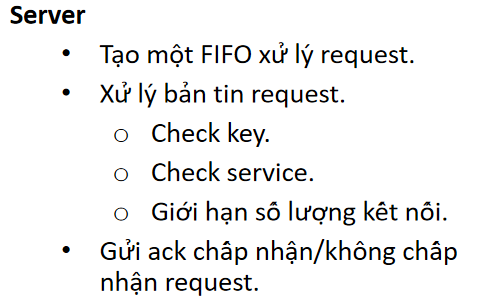 Server
• Tạo một FIFO xử lý request.
• Xử lý bản tin request.
o Check key.
o Check service.
o Giới hạn số lượng kết nối.
• Gửi ack chấp nhận/không chấp
nhận request.